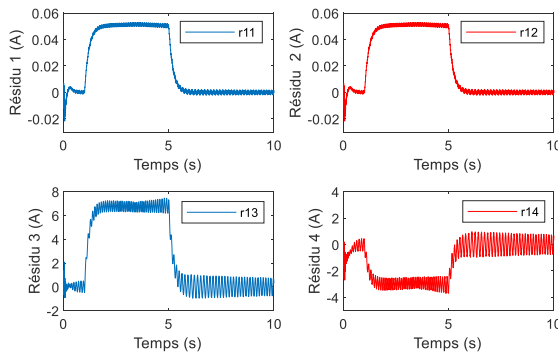 0.06
0.04
0.02
0
-0.02
Résidu 1 (A)
r11
0
5
10
Temps (s)
0.06
0.04
0.02
0
-0.02
Résidu  2 (A)
r12
0
5
10
Temps (s)
8
6
4
2
0
-2
Résidu 3 (A)
r13
0
5
10
Temps (s)
4
2
0
-2
-4
Résidu 4 (A)
r14
0
5
10
Temps (s)